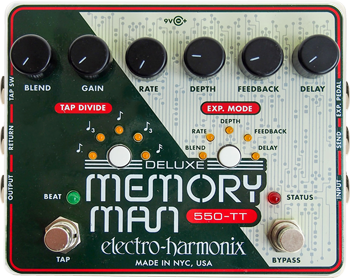 9V
BLEND GAIN RATE DEPTH FEEDBACK DELAY
TAP SW.
EXP. PEDAL
TAP DIVIDE
EXP. MODE
RETURN
SEND
DEPTH
RATE FEEDBACK
BLEND DELAY
3 3
OUTPUT
INPUT
DELUXE
BEAT
MEMORY
STATUS
MAN
550-TT
electro-harmonix
MADE IN NYC, USA
TAP
BYPASS